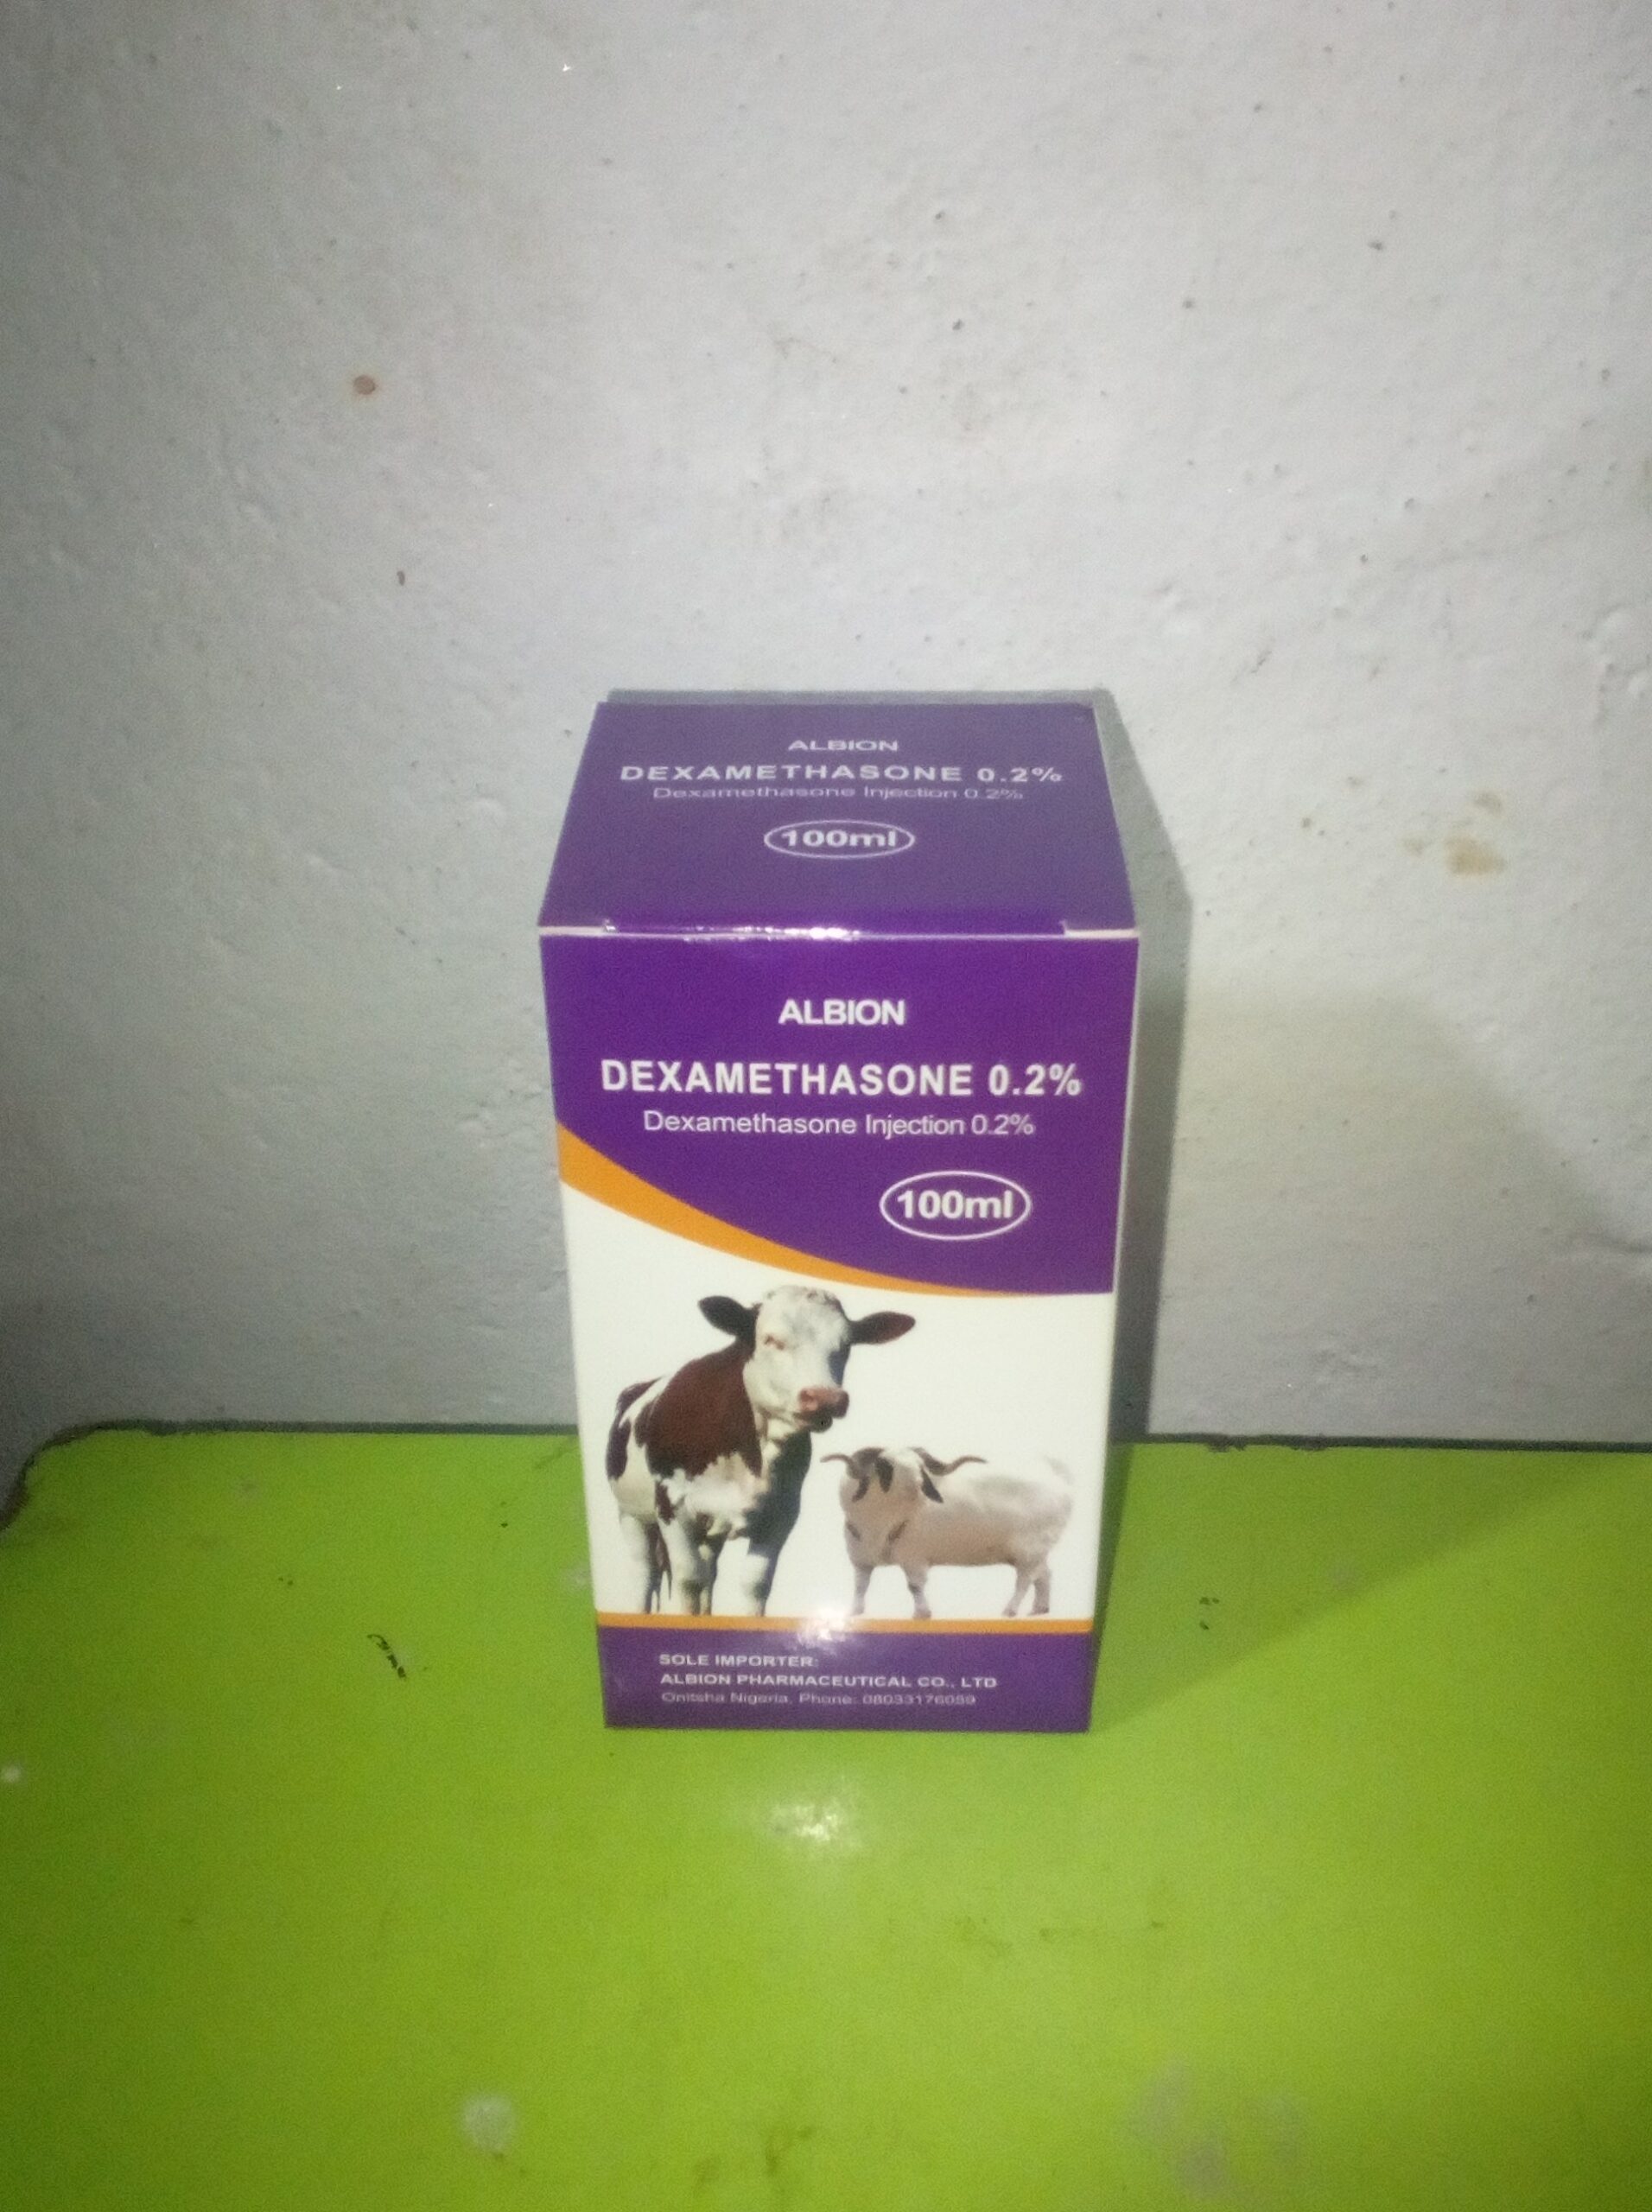 ALBION
DEXAMETHASONE 0.2%
Dexamethasone Injection 0.2%
100ml
ALBION
DEXAMETHASONE 0.2%
Dexamethasone Injection 0.2%
100ml
SOLE IMPORTER:
ALBION PHARMACEUTICAL CO., LTD
Onitsha Nigeria. Phone: 08033176089